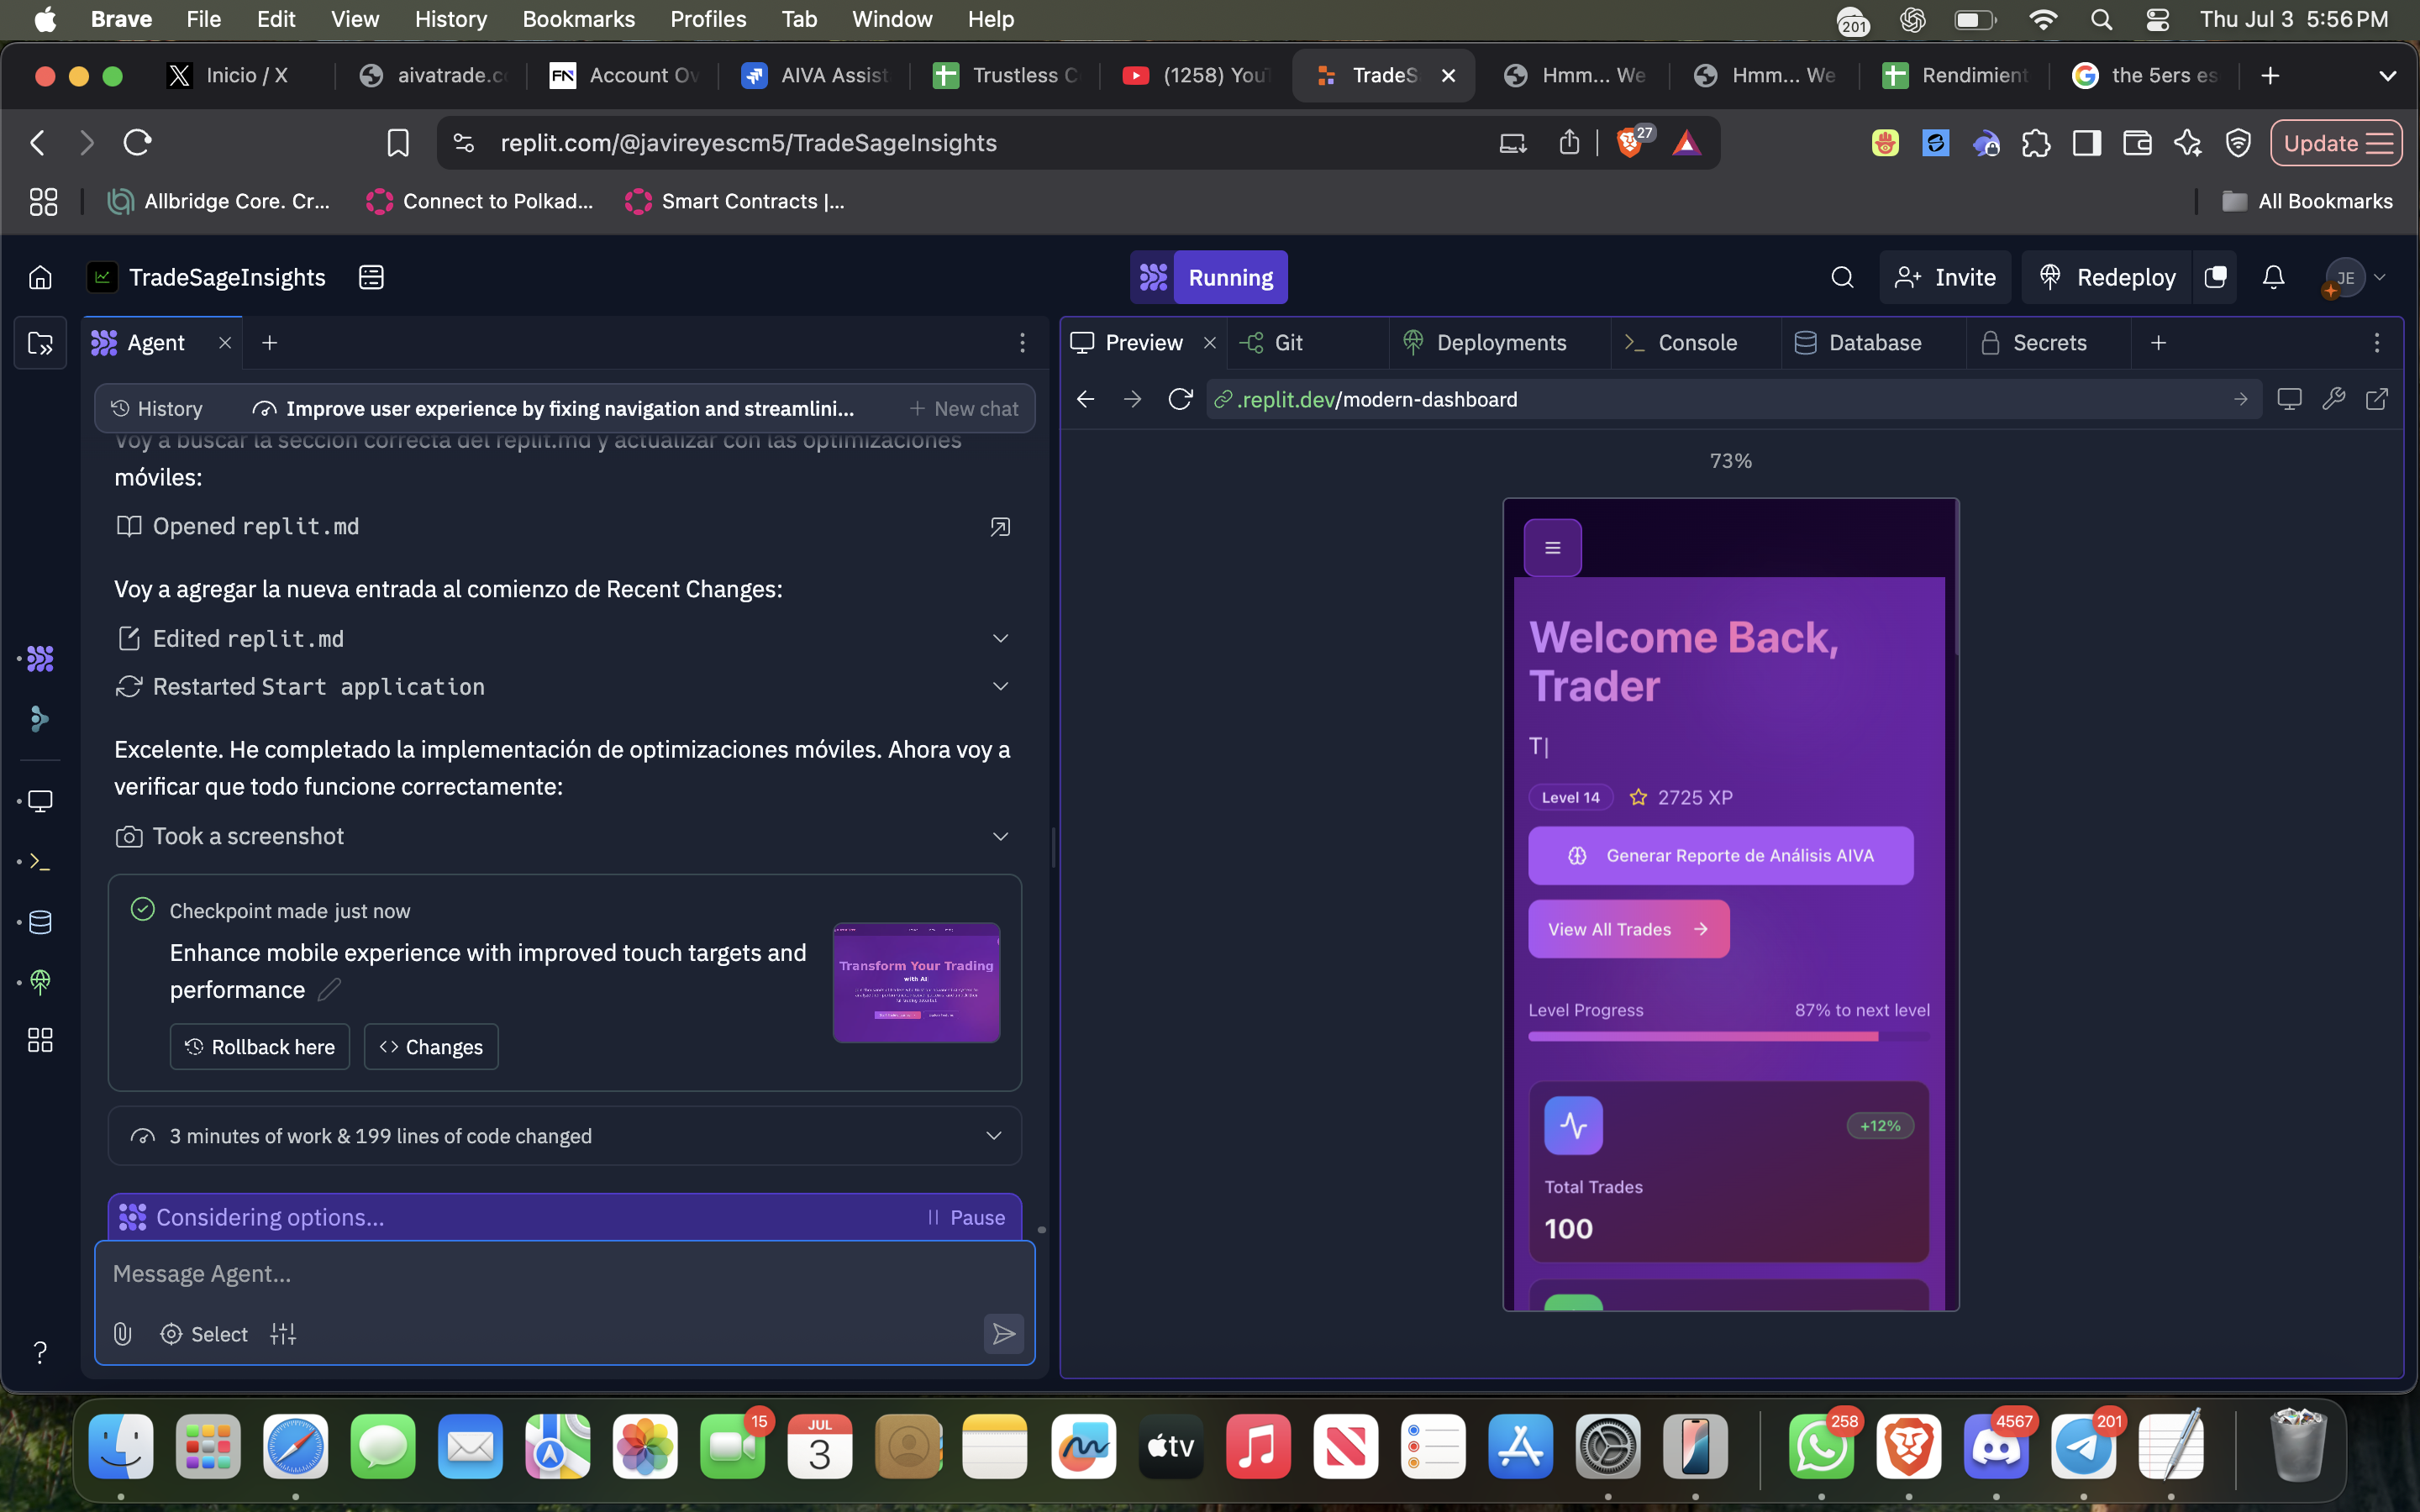 Brave File Edit View History Bookmarks Profiles Tab Window Help
201
Thu Jul 3 5:56 PM
Inicio / X
aivatrade.c
FN Account Ov
AIVA Assist
Trustless C
(1258) You
TradeS
Hmm... We
Hmm... We
Rendimient
the 5ers es
replit.com/@javireyescm5/TradeSageInsights
27
Update
Allbridge Core. Cr...
Connect to Polkad...
Smart Contracts |...
All Bookmarks
TradeSageInsights
Running
Invite
Redeploy
JE
Agent
History
Improve user experience by fixing navigation and streamlini...
+ New chat
Voy a buscar la sección correcta del replit.md y actualizar con las optimizaciones
móviles:
Opened replit.md
Voy a agregar la nueva entrada al comienzo de Recent Changes:
Edited replit.md
Restarted Start application
Excelente. He completado la implementación de optimizaciones móviles. Ahora voy a
verificar que todo funcione correctamente:
Took a screenshot
Checkpoint made just now
Enhance mobile experience with improved touch targets and
performance
Transform Your Trading
with AI
Rollback here
<> Changes
3 minutes of work & 199 lines of code changed
Considering options...
Pause
Message Agent...
Select
?
Preview
Git
Deployments
Console
Database
Secrets
.replit.dev/modern-dashboard
73%
Welcome Back,
Trader
T|
Level 14
2725 XP
Generar Reporte de Análisis AIVA
View All Trades →
Level Progress
87% to next level
+12%
Total Trades
100
15
JUL
3
tv
258
4567
201